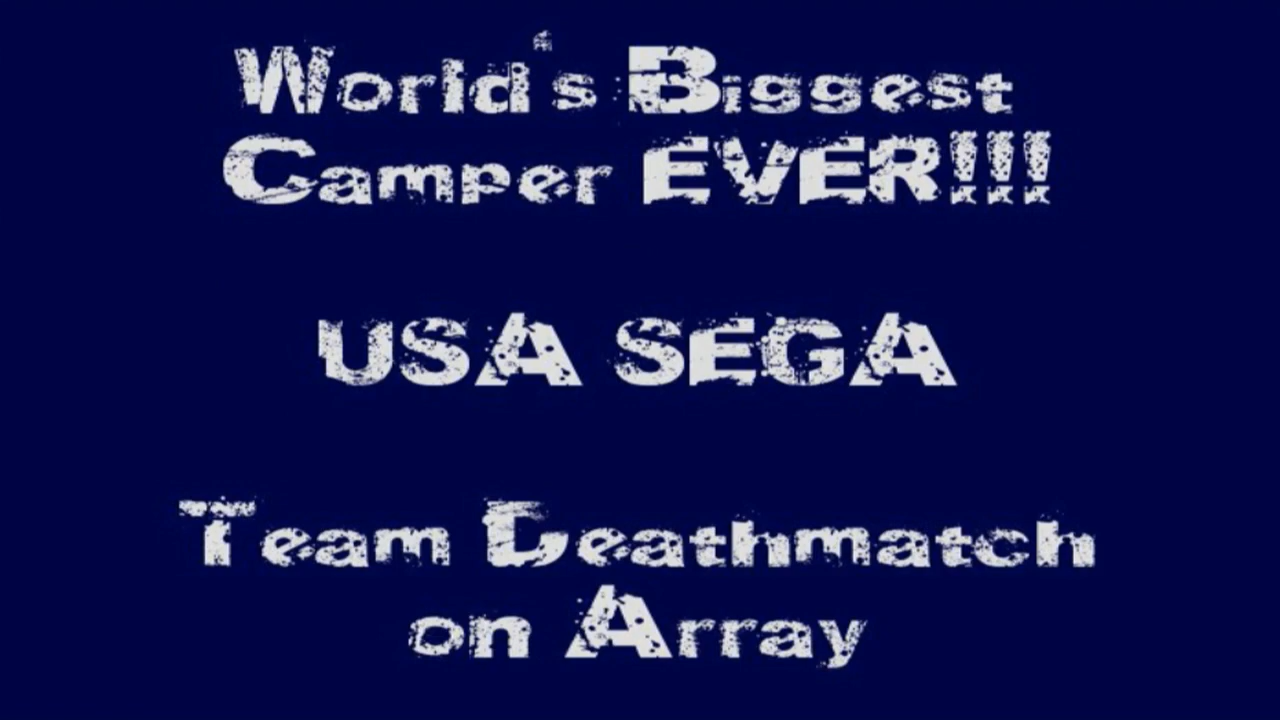 World's Biggest
Camper EVER!!!
USA SEGA
Team Deathmatch
on Array